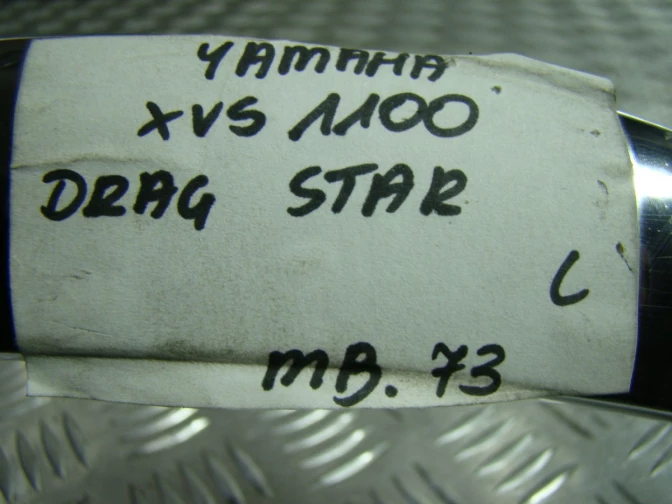 YAMAHA
XVS 1100
DRAG STAR
L
MB. 73